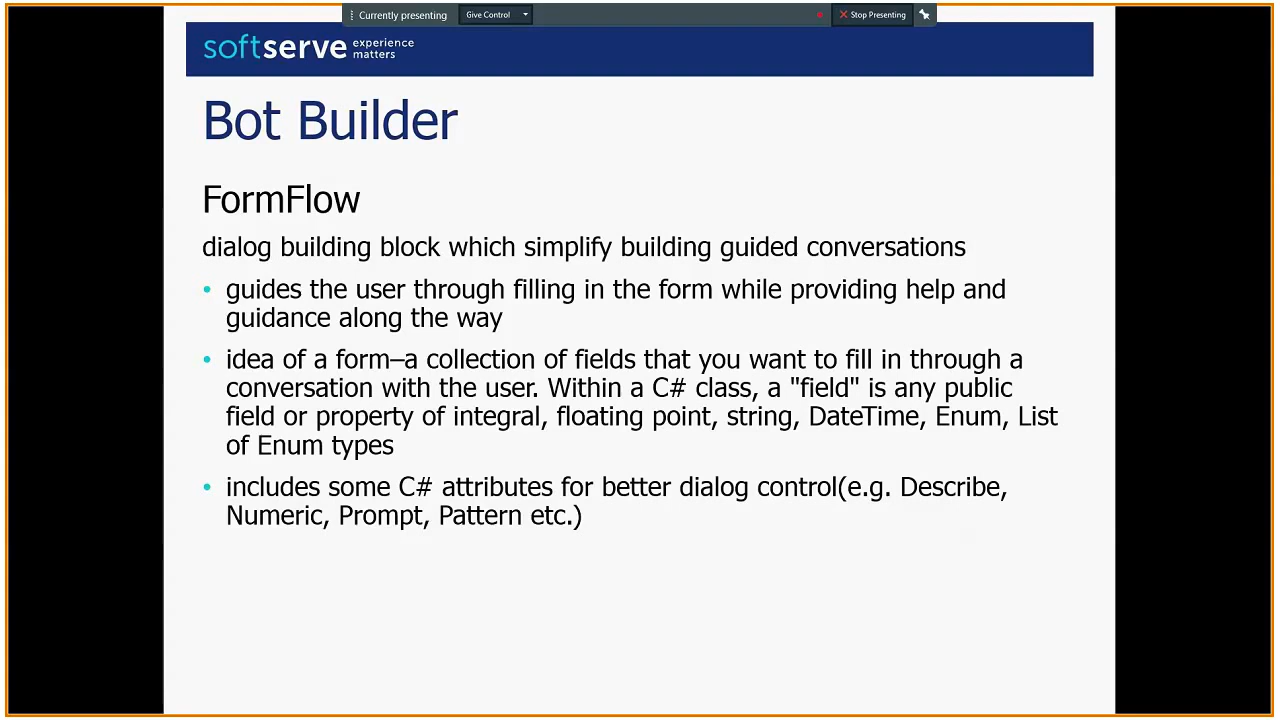 Currently presenting
Give Control
Stop Presenting
softserve experience matters
Bot Builder
FormFlow
dialog building block which simplify building guided conversations
• guides the user through filling in the form while providing help and
guidance along the way
• idea of a form–a collection of fields that you want to fill in through a
conversation with the user. Within a C# class, a "field" is any public
field or property of integral, floating point, string, DateTime, Enum, List
of Enum types
• includes some C# attributes for better dialog control(e.g. Describe,
Numeric, Prompt, Pattern etc.)